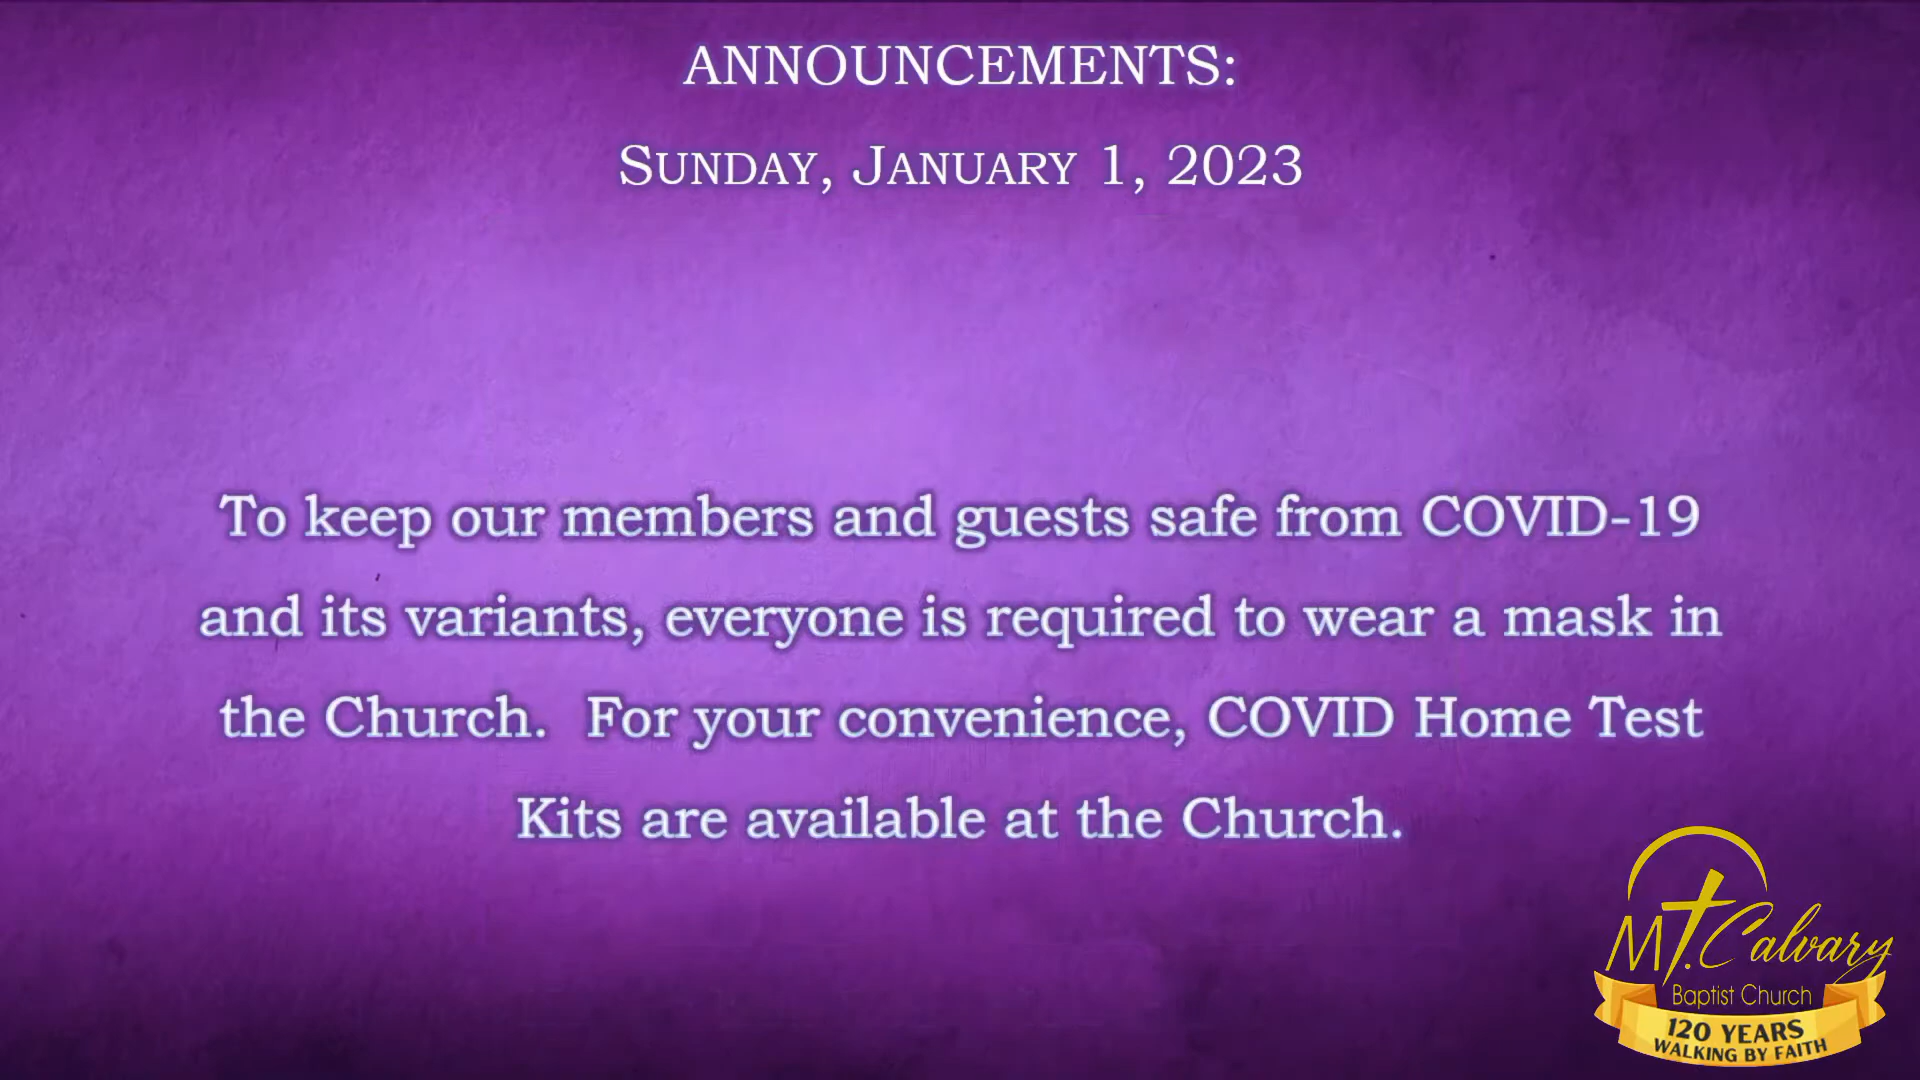 ANNOUNCEMENTS:
SUNDAY, JANUARY 1, 2023
To keep our members and guests safe from COVID-19
and its variants, everyone is required to wear a mask in
the Church.  For your convenience, COVID Home Test
Kits are available at the Church.
Mt. Calvary
Baptist Church
120 YEARS
WALKING BY FAITH